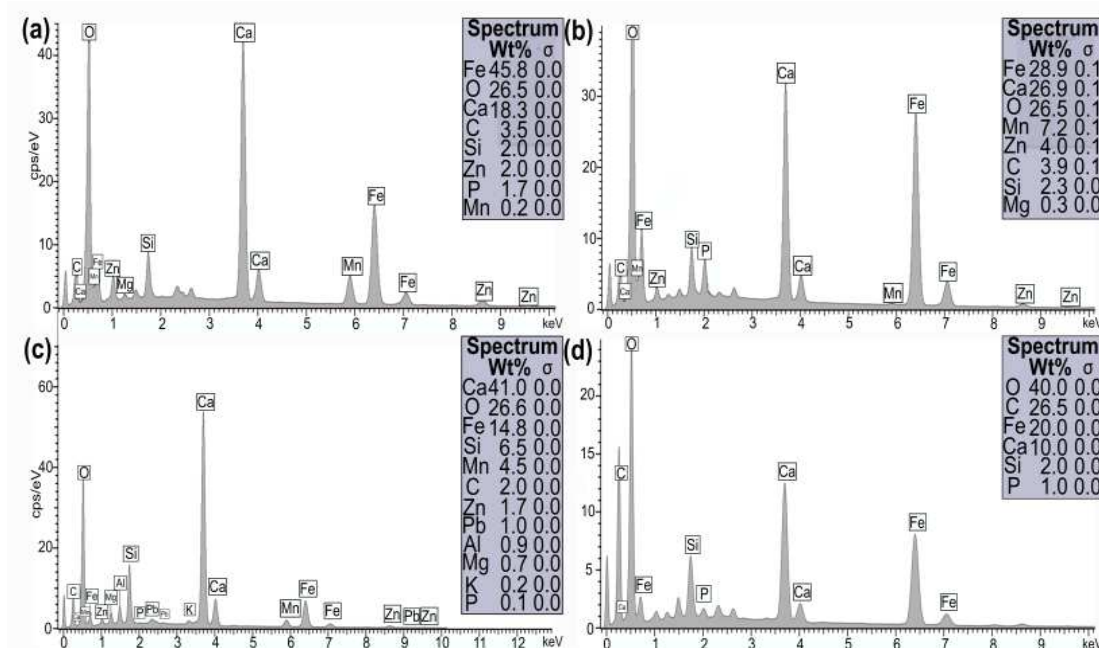 (a)
O
Ca
C
Ca
Fe
Mn
Zn
Mg
Si
Ca
Mn
Fe
Fe
Zn
Zn
cps/eV
40
30
20
10
0
0 1 2 3 4 5 6 7 8 9 keV
Spectrum
Wt% σ
Fe 45.8 0.0
O 26.5 0.0
Ca 18.3 0.0
C 3.5 0.0
Si 2.0 0.0
Zn 2.0 0.0
P 1.7 0.0
Mn 0.2 0.0
(b)
O
Ca
Fe
Fe
C
Ca
Mn
Zn
Si
P
Ca
Mn
Fe
Zn
Zn
30
20
10
0
0 1 2 3 4 5 6 7 8 9 keV
Spectrum
Wt% σ
Fe 28.9 0.1
Ca 26.9 0.1
O 26.5 0.1
Mn 7.2 0.1
Zn 4.0 0.1
C 3.9 0.1
Si 2.3 0.0
Mg 0.3 0.0
(c)
Ca
O
Si
C
Fe
Zn
Mg
Al
P
Pb
K
Ca
Mn
Fe
Fe
Zn
Pb
Zn
cps/eV
60
40
20
0
0 1 2 3 4 5 6 7 8 9 10 11 12 keV
Spectrum
Wt% σ
Ca 41.0 0.0
O 26.6 0.0
Fe 14.8 0.0
Si 6.5 0.0
Mn 4.5 0.0
C 2.0 0.0
Zn 1.7 0.0
Pb 1.0 0.0
Al 0.9 0.0
Mg 0.7 0.0
K 0.2 0.0
P 0.1 0.0
(d)
O
C
Ca
Fe
Si
P
Ca
Ca
Fe
Fe
20
15
10
5
0
0 1 2 3 4 5 6 7 8 9 keV
Spectrum
Wt% σ
O 40.0 0.0
C 26.5 0.0
Fe 20.0 0.0
Ca 10.0 0.0
Si 2.0 0.0
P 1.0 0.0